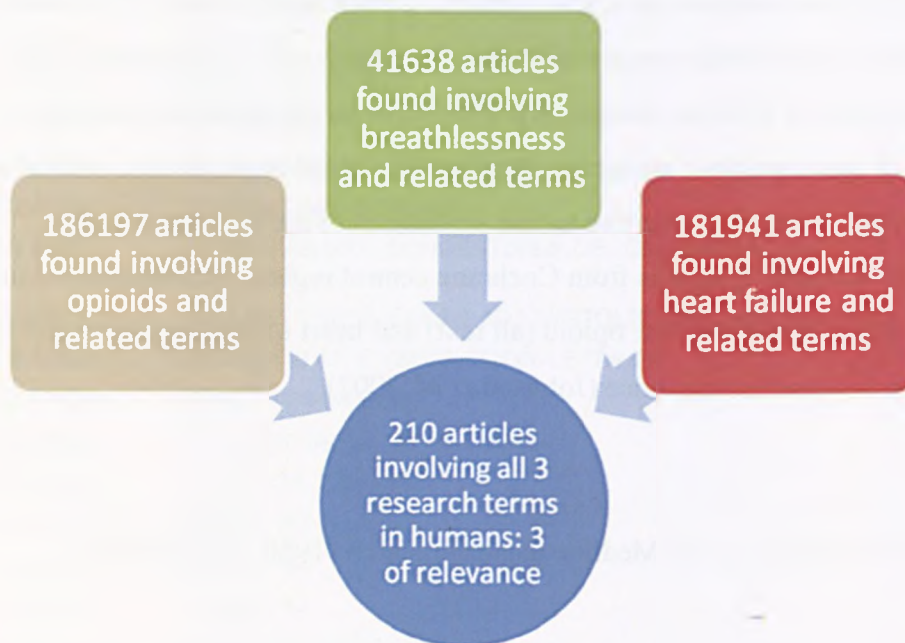 41638 articles
found involving
breathlessness
and related terms
186197 articles
found involving
opioids and
related terms
181941 articles
found involving
heart failure and
related terms
210 articles
involving all 3
research terms
in humans: 3
of relevance